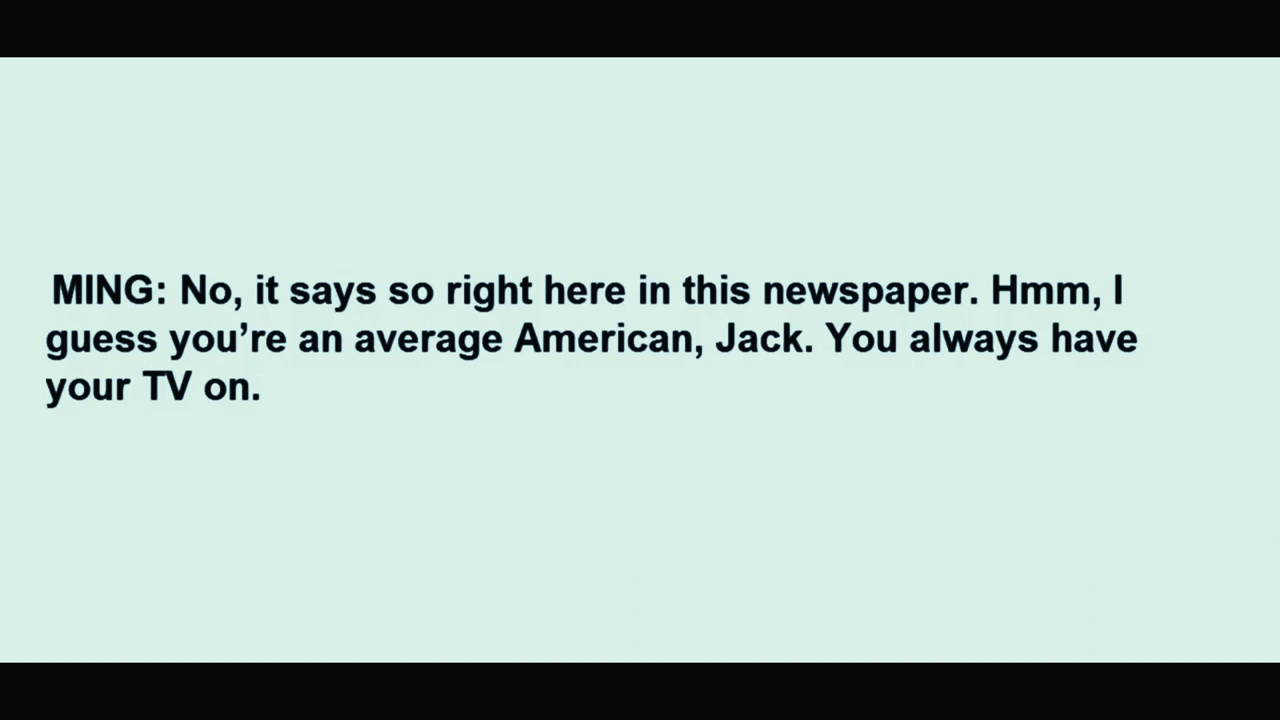 MING: No, it says so right here in this newspaper. Hmm, I
guess you’re an average American, Jack. You always have
your TV on.